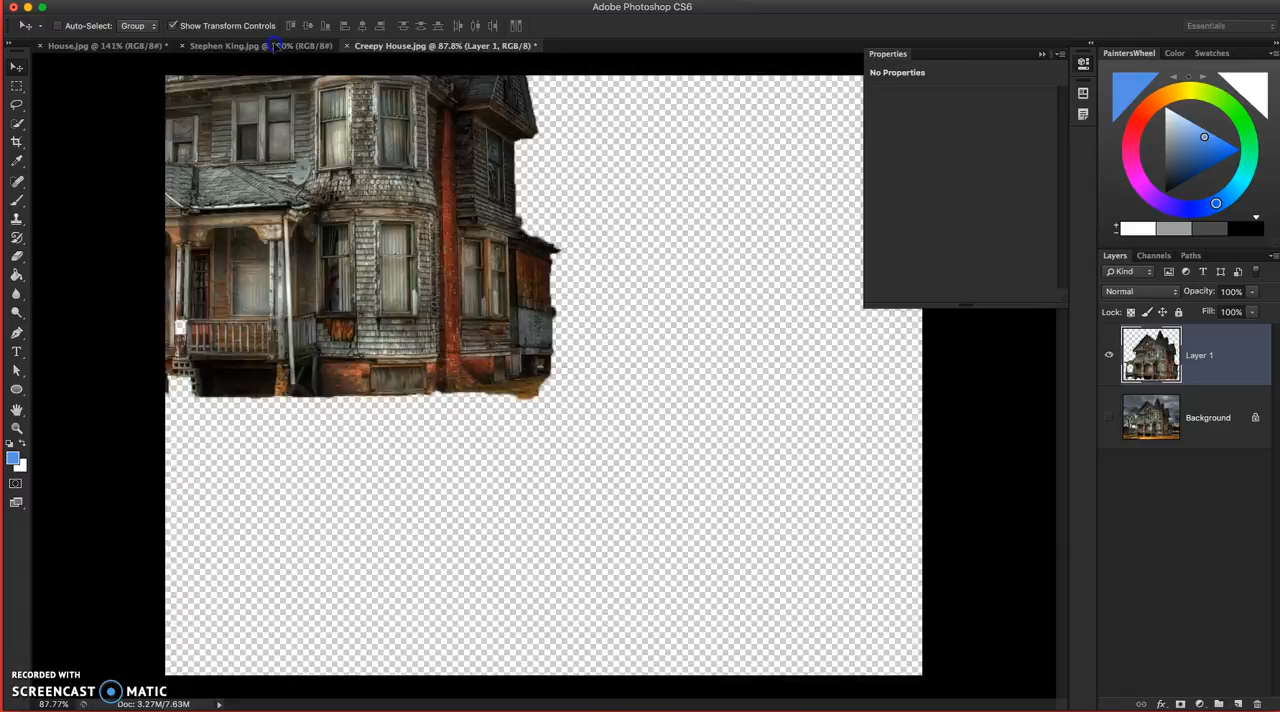 Adobe Photoshop CS6
Auto-Select: Group Show Transform Controls Essentials
House.jpg @ 141% (RGB/8#) * Stephen King.jpg @ (RGB/8#) Creepy House.jpg @ 87.8% (Layer 1, RGB/8) *
Properties
No Properties
PaintersWheel Color Swatches
Layers Channels Paths
Kind
Normal Opacity: 100%
Lock: Fill: 100%
Layer 1
Background
RECORDED WITH
SCREENCAST MATIC
87.77% Doc: 3.27M/7.63M